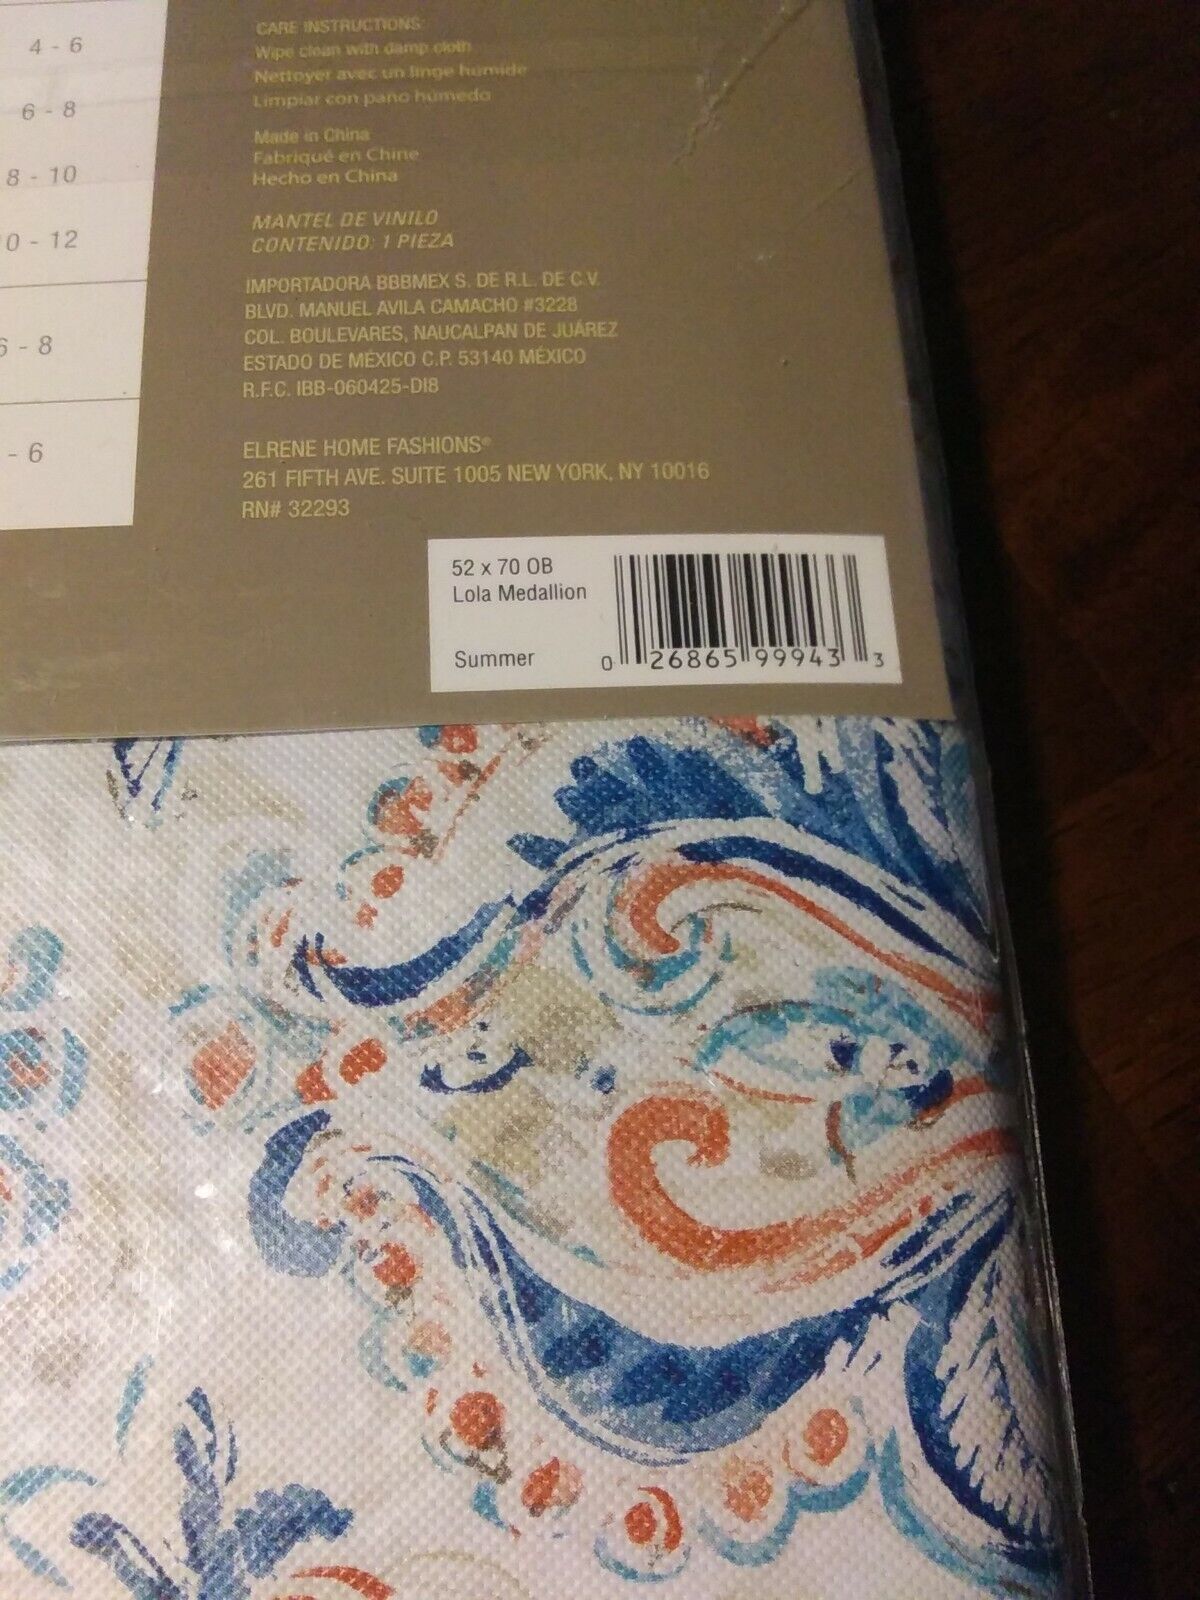 4 - 6
6 - 8
8 - 10
0 - 12
6 - 8
- 6
CARE INSTRUCTIONS:
Wipe clean with damp cloth
Nettoyer avec un linge humide
Limpiar con pano húmedo
Made in China
Fabriqué en Chine
Hecho en China
MANTEL DE VINILO
CONTENIDO: 1 PIEZA
IMPORTADORA BBBMEX S. DE R.L. DE C.V.
BLVD. MANUEL AVILA CAMACHO #3228
COL. BOULEVARES, NAUCALPAN DE JUÁREZ
ESTADO DE MÉXICO C.P. 53140 MÉXICO
R.F.C. IBB-060425-DI8
ELRENE HOME FASHIONS®
261 FIFTH AVE. SUITE 1005 NEW YORK, NY 10016
RN# 32293
52 x 70 OB
Lola Medallion
Summer
0 26865 99943 3